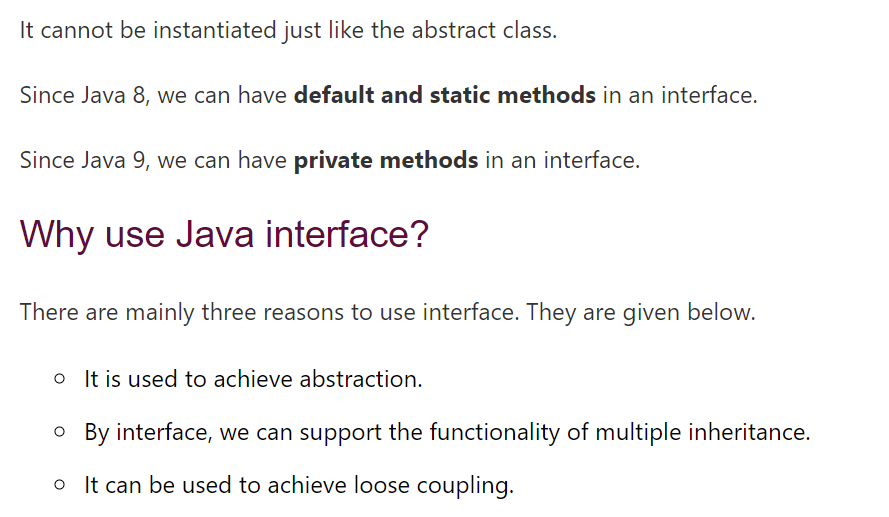 It cannot be instantiated just like the abstract class.
Since Java 8, we can have default and static methods in an interface.
Since Java 9, we can have private methods in an interface.
Why use Java interface?
There are mainly three reasons to use interface. They are given below.
It is used to achieve abstraction.
By interface, we can support the functionality of multiple inheritance.
It can be used to achieve loose coupling.